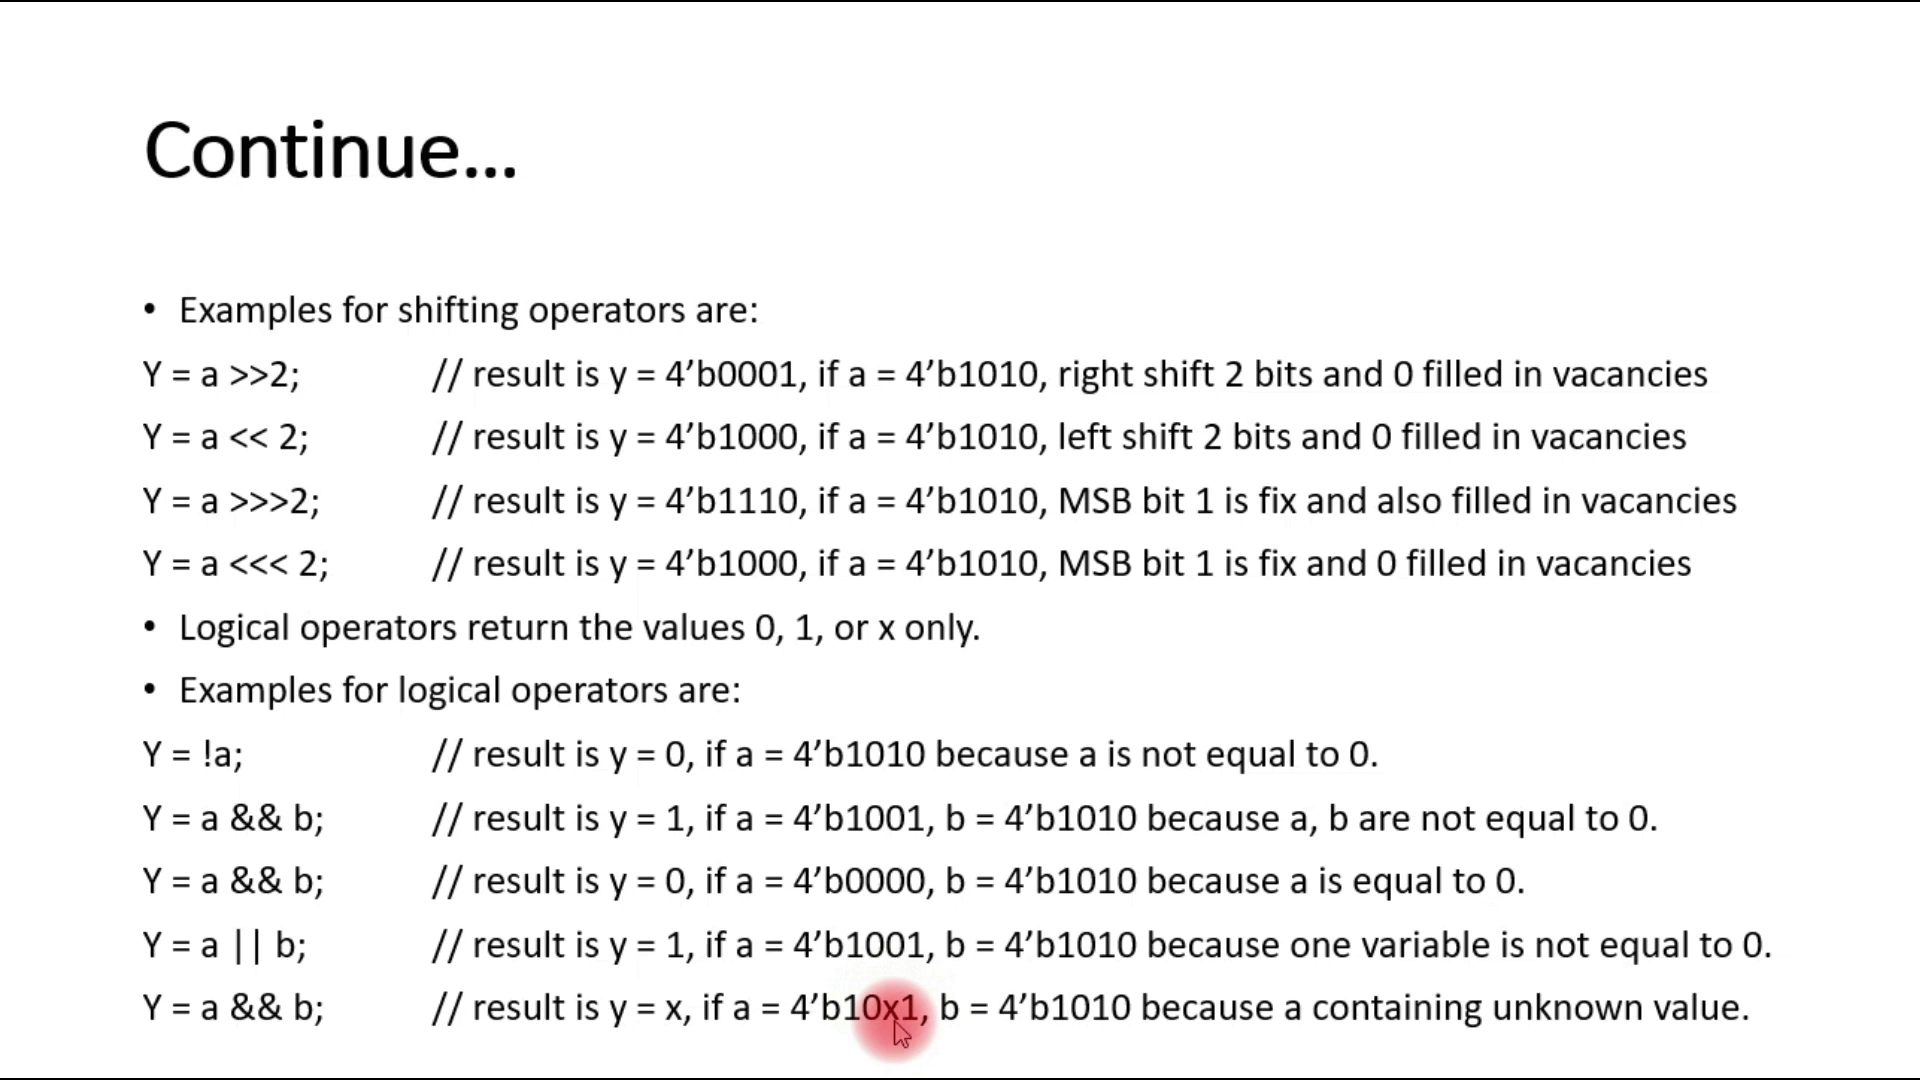 Continue...
• Examples for shifting operators are:
Y = a >>2; // result is y = 4’b0001, if a = 4’b1010, right shift 2 bits and 0 filled in vacancies
Y = a << 2; // result is y = 4’b1000, if a = 4’b1010, left shift 2 bits and 0 filled in vacancies
Y = a >>>2; // result is y = 4’b1110, if a = 4’b1010, MSB bit 1 is fix and also filled in vacancies
Y = a <<< 2; // result is y = 4’b1000, if a = 4’b1010, MSB bit 1 is fix and 0 filled in vacancies
• Logical operators return the values 0, 1, or x only.
• Examples for logical operators are:
Y = !a; // result is y = 0, if a = 4’b1010 because a is not equal to 0.
Y = a && b; // result is y = 1, if a = 4’b1001, b = 4’b1010 because a, b are not equal to 0.
Y = a && b; // result is y = 0, if a = 4’b0000, b = 4’b1010 because a is equal to 0.
Y = a || b; // result is y = 1, if a = 4’b1001, b = 4’b1010 because one variable is not equal to 0.
Y = a && b; // result is y = x, if a = 4’b10x1, b = 4’b1010 because a containing unknown value.